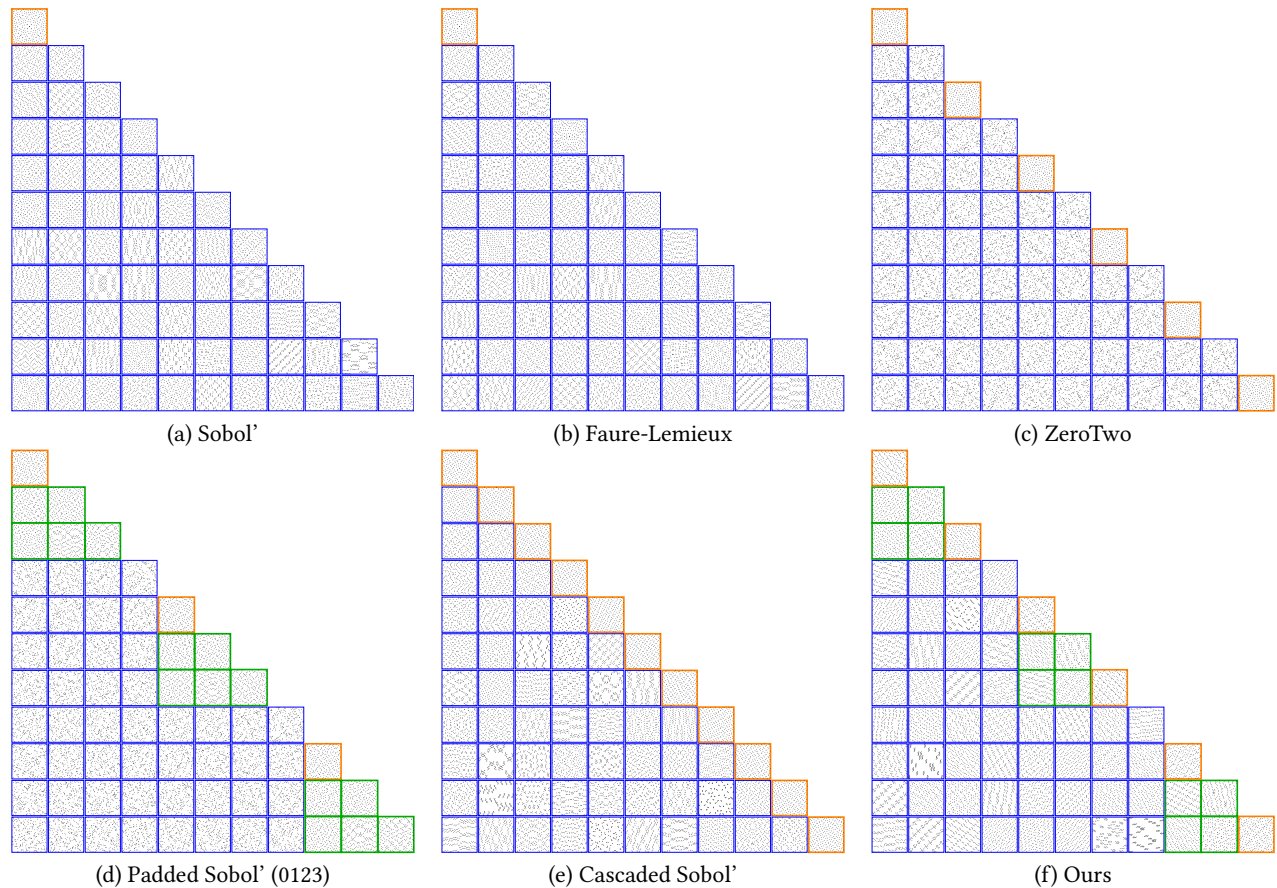 (a) Sobol’
(b) Faure-Lemieux
(c) ZeroTwo
(d) Padded Sobol’ (0123)
(e) Cascaded Sobol’
(f) Ours